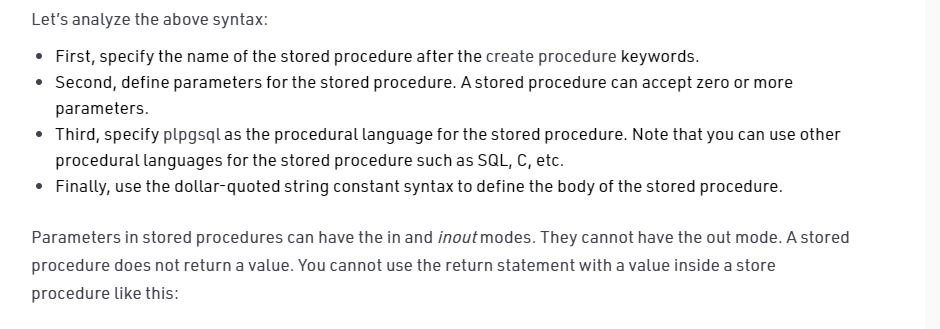 Let's analyze the above syntax:
• First, specify the name of the stored procedure after the create procedure keywords.
• Second, define parameters for the stored procedure. A stored procedure can accept zero or more
parameters.
• Third, specify plpgsql as the procedural language for the stored procedure. Note that you can use other
procedural languages for the stored procedure such as SQL, C, etc.
• Finally, use the dollar-quoted string constant syntax to define the body of the stored procedure.
Parameters in stored procedures can have the in and inout modes. They cannot have the out mode. A stored
procedure does not return a value. You cannot use the return statement with a value inside a store
procedure like this: